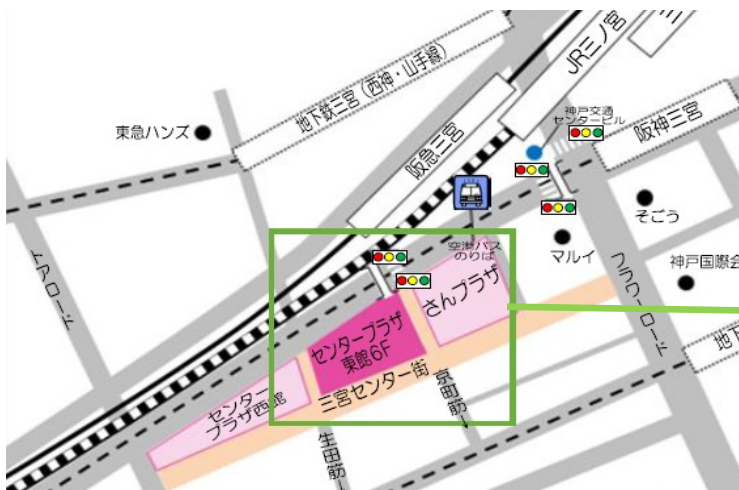 地下鉄三宮(西神・山手線)
JR三ノ宮
東急ハンズ
阪急三宮
神戸交通
センタービル
阪神三宮
そごう
マルイ
空港バス
のりば
神戸国際会
トアロード
フラワーロード
さんプラザ
センタープラザ
東館6F
三宮センター街
センター
プラザ西館
京町筋→
生田筋→
地下